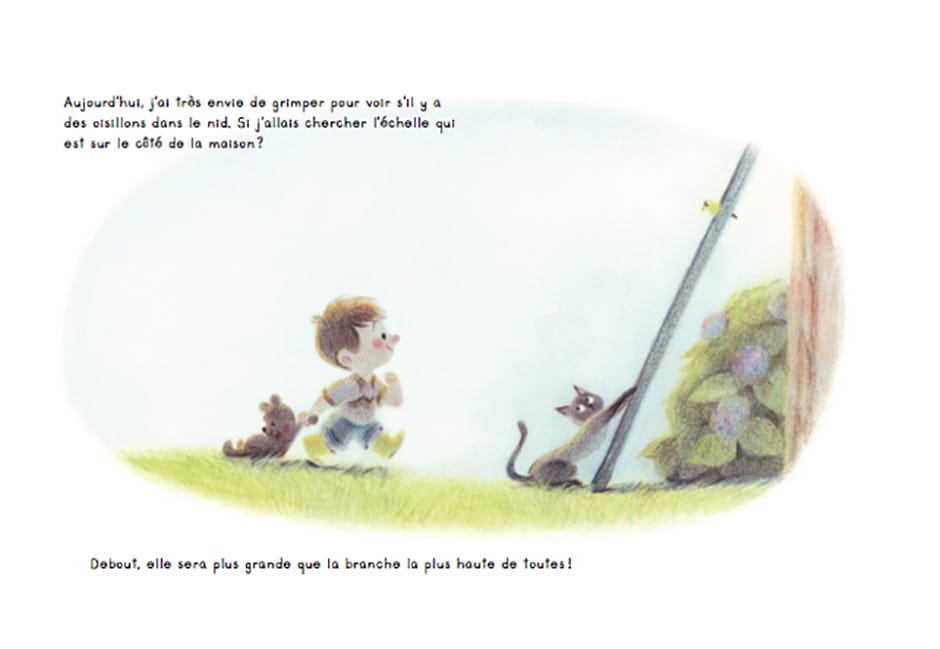 Aujourd'hui, j'ai très envie de grimper pour voir s'il y a
des oisillons dans le nid. Si j'allais chercher l'échelle qui
est sur le côté de la maison?
Debout, elle sera plus grande que la branche la plus haute de toutes!